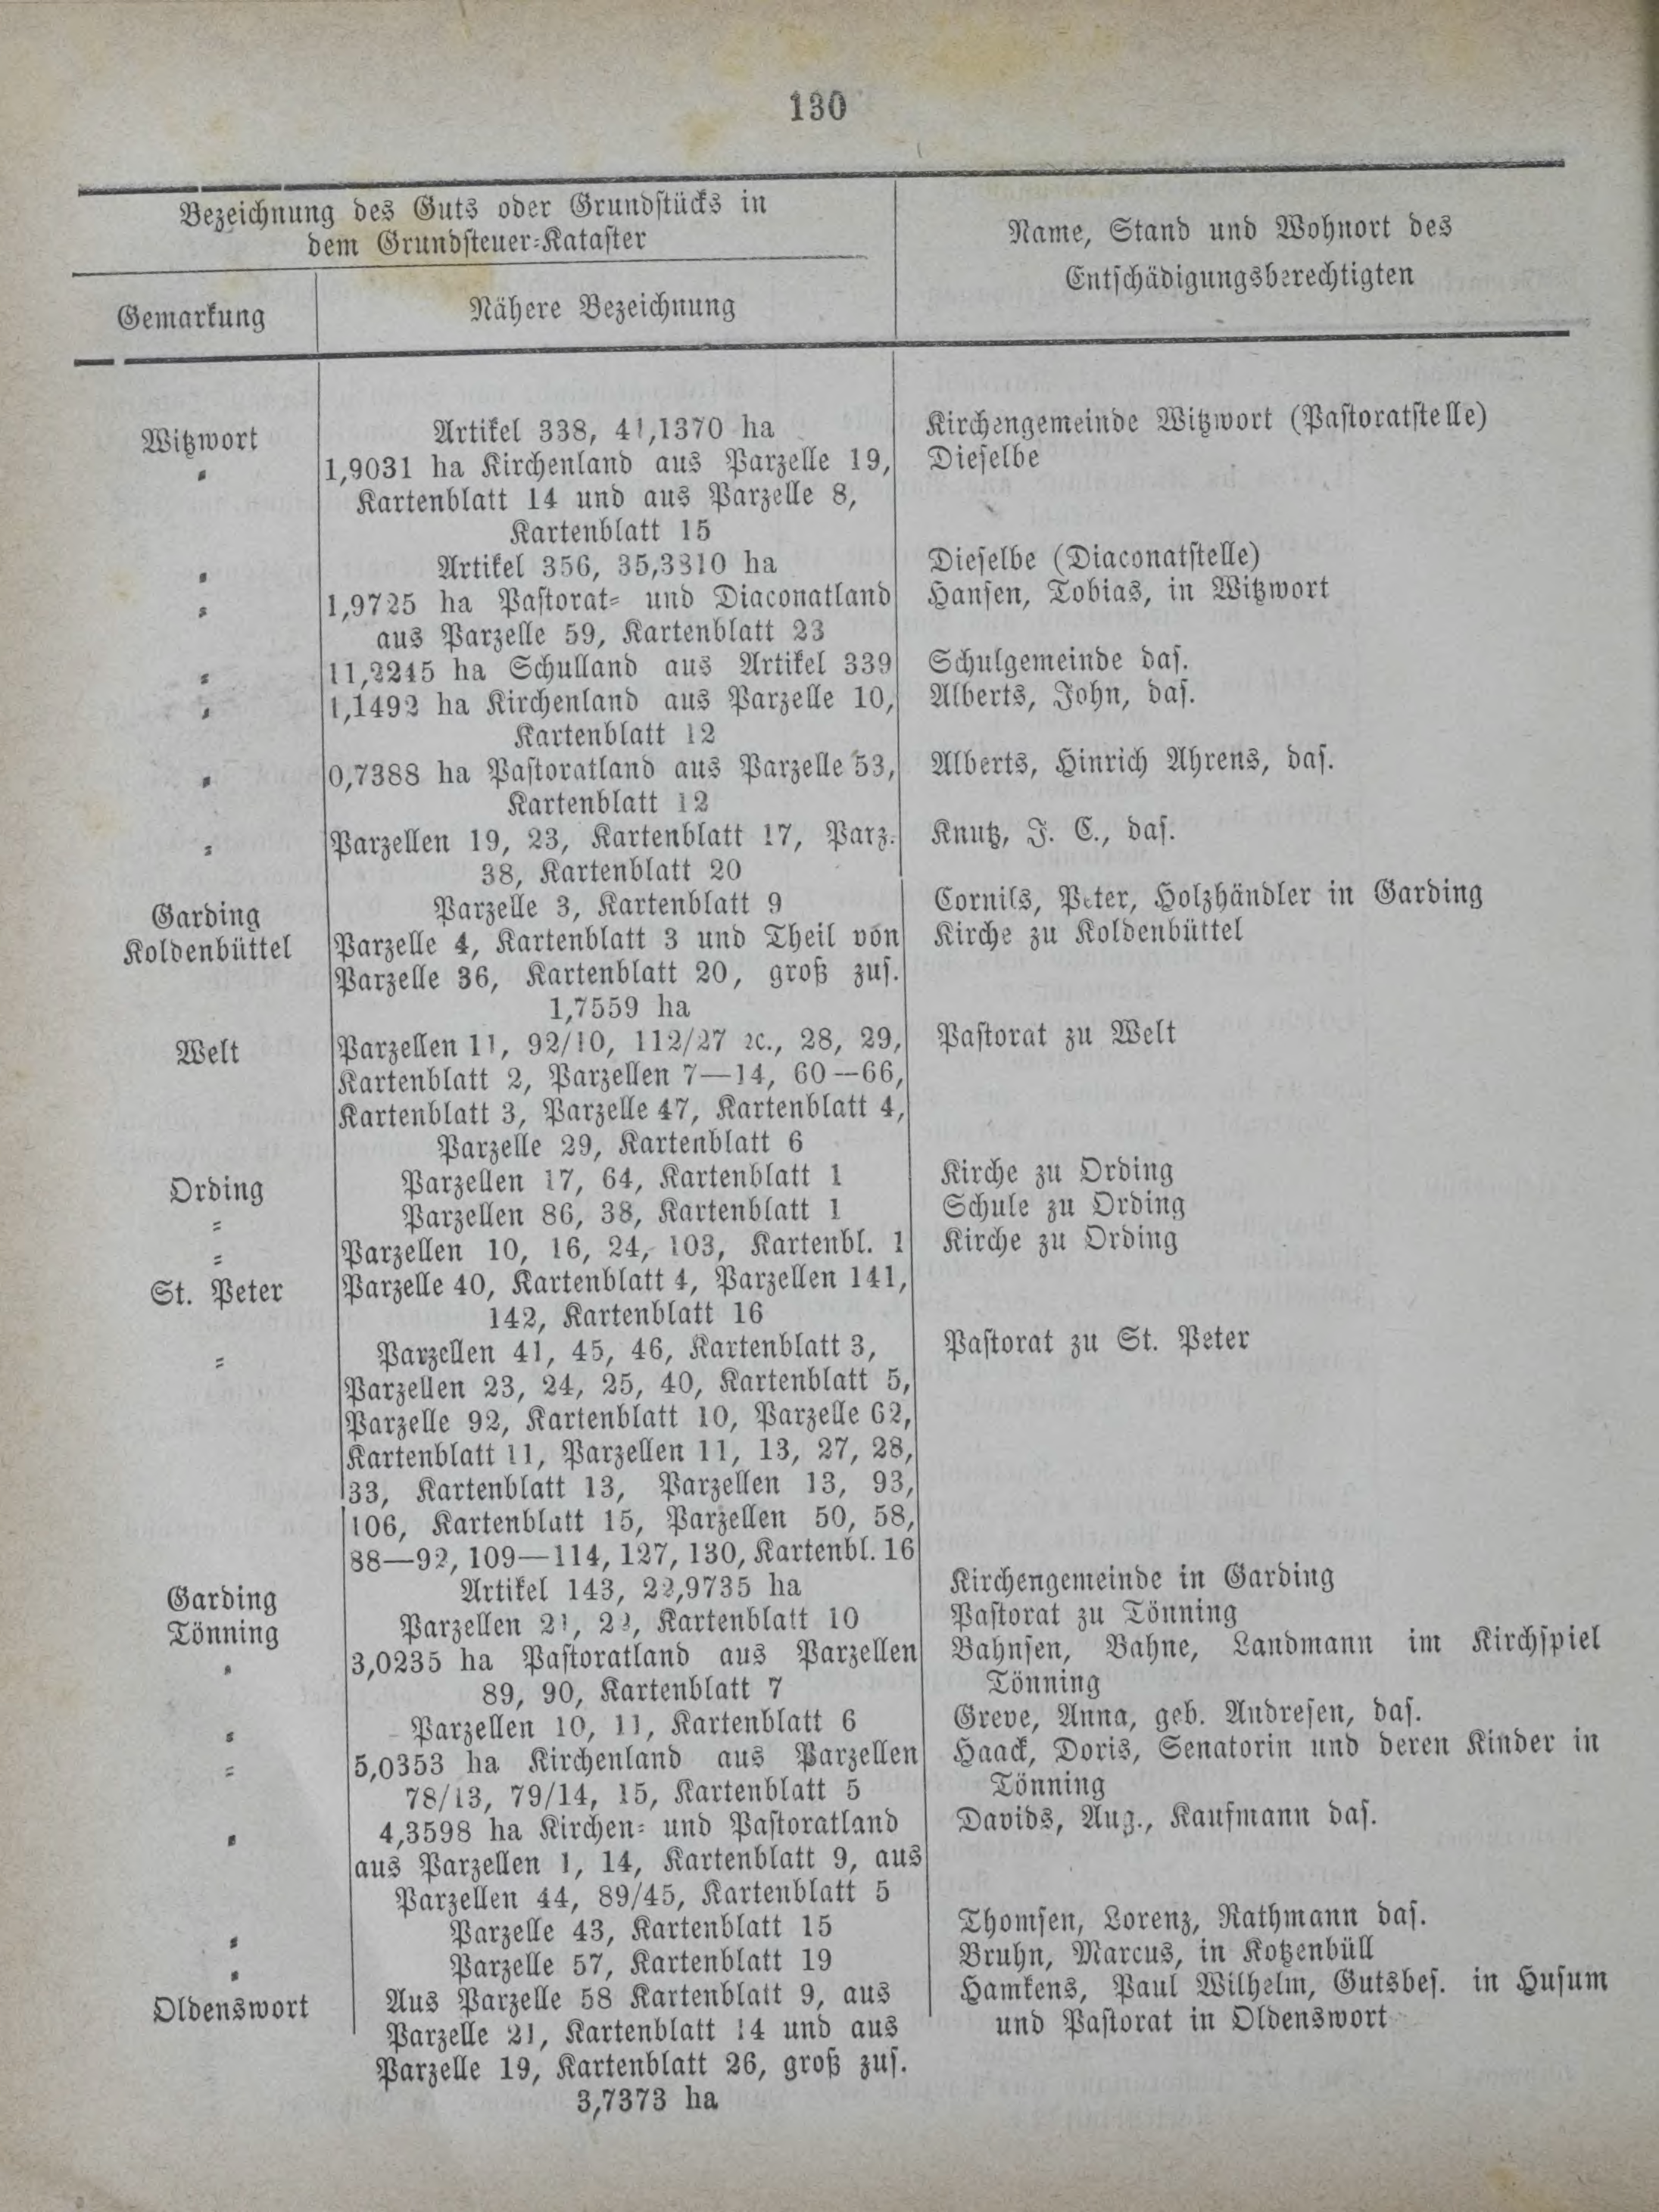 130
Bezeichnung des Guts oder Grundstücks in
dem Grundsteuer-Kataster
Name, Stand und Wohnort des
Entschädigungsberechtigten
Gemarkung
Nähere Bezeichnung
Witzwort Artikel 338, 41,1370 ha Kirchengemeinde Witzwort (Pastoratstelle)
" 1,9031 ha Kirchenland aus Parzelle 19, Dieselbe
Kartenblatt 14 und aus Parzelle 8,
Kartenblatt 15
" Artikel 356, 35,3310 ha Dieselbe (Diaconatstelle)
" 1,9725 ha Pastorat- und Diaconatland Hansen, Tobias, in Witzwort
aus Parzelle 59, Kartenblatt 23
" 11,2245 ha Schulland aus Artikel 339 Schulgemeinde das.
" 1,1492 ha Kirchenland aus Parzelle 10, Alberts, John, das.
Kartenblatt 12
" 0,7388 ha Pastoratland aus Parzelle 53, Alberts, Hinrich Ahrens, das.
Kartenblatt 12
" Parzellen 19, 23, Kartenblatt 17, Parz. Knutz, J. C., das.
38, Kartenblatt 20
Garding Parzelle 3, Kartenblatt 9 Cornils, Peter, Holzhändler in Garding
Koldenbüttel Parzelle 4, Kartenblatt 3 und Theil von Kirche zu Koldenbüttel
Parzelle 36, Kartenblatt 20, groß zus.
1,7559 ha
Welt Parzellen 11, 92/10, 112/27 ꝛc., 28, 29, Pastorat zu Welt
Kartenblatt 2, Parzellen 7—14, 60—66,
Kartenblatt 3, Parzelle 47, Kartenblatt 4,
Parzelle 29, Kartenblatt 6
Ording Parzellen 17, 64, Kartenblatt 1 Kirche zu Ording
" Parzellen 86, 38, Kartenblatt 1 Schule zu Ording
" Parzellen 10, 16, 24, 103, Kartenbl. 1 Kirche zu Ording
St. Peter Parzelle 40, Kartenblatt 4, Parzellen 141,
142, Kartenblatt 16
" Parzellen 41, 45, 46, Kartenblatt 3, Pastorat zu St. Peter
Parzellen 23, 24, 25, 40, Kartenblatt 5,
Parzelle 92, Kartenblatt 10, Parzelle 62,
Kartenblatt 11, Parzellen 11, 13, 27, 28,
33, Kartenblatt 13, Parzellen 13, 93,
106, Kartenblatt 15, Parzellen 50, 58,
88—92, 109—114, 127, 130, Kartenbl. 16
Garding Artikel 143, 22,9735 ha Kirchengemeinde in Garding
Tönning Parzellen 21, 22, Kartenblatt 10 Pastorat zu Tönning
" 3,0235 ha Pastoratland aus Parzellen Bahnsen, Bahne, Landmann im Kirchspiel
89, 90, Kartenblatt 7 Tönning
" Parzellen 10, 11, Kartenblatt 6 Greve, Anna, geb. Andresen, das.
" 5,0353 ha Kirchenland aus Parzellen Haack, Doris, Senatorin und deren Kinder in
78/13, 79/14, 15, Kartenblatt 5 Tönning
" 4,3598 ha Kirchen- und Pastoratland Davids, Aug., Kaufmann das.
aus Parzellen 1, 14, Kartenblatt 9, aus
Parzellen 44, 89/45, Kartenblatt 5
" Parzelle 43, Kartenblatt 15 Thomsen, Lorenz, Rathmann das.
" Parzelle 57, Kartenblatt 19 Bruhn, Marcus, in Kotzenbüll
Oldenswort Aus Parzelle 58 Kartenblatt 9, aus Hamkens, Paul Wilhelm, Gutsbes. in Husum
Parzelle 21, Kartenblatt 14 und aus und Pastorat in Oldenswort
Parzelle 19, Kartenblatt 26, groß zus.
3,7373 ha